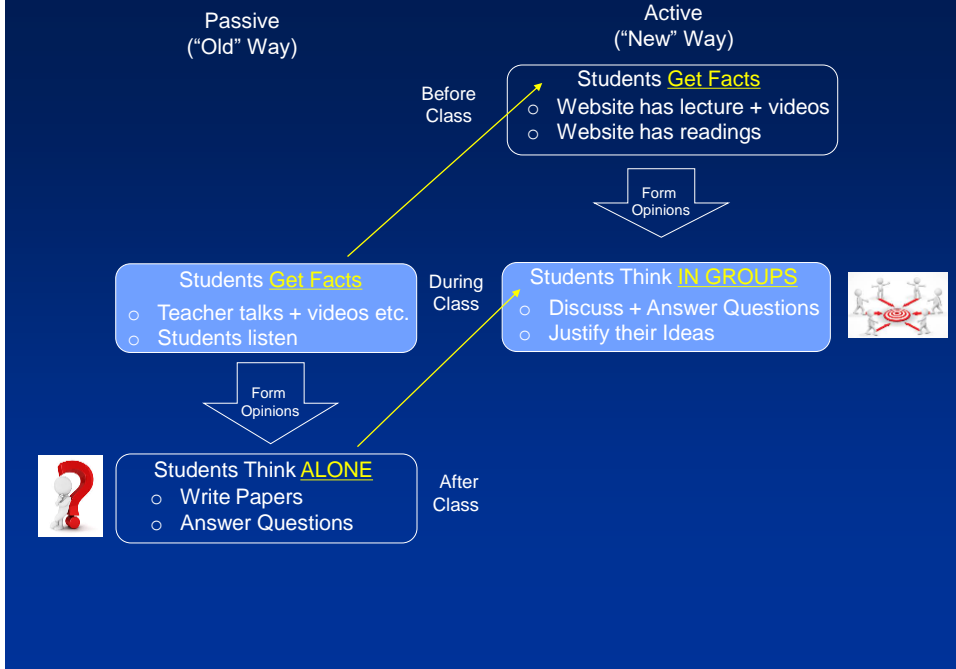 Passive
(“Old” Way)
Active
(“New” Way)
Before
Class
Students Get Facts
o Website has lecture + videos
o Website has readings
Form
Opinions
Students Get Facts
o Teacher talks + videos etc.
o Students listen
During
Class
Students Think IN GROUPS
o Discuss + Answer Questions
o Justify their Ideas
Form
Opinions
Students Think ALONE
o Write Papers
o Answer Questions
After
Class